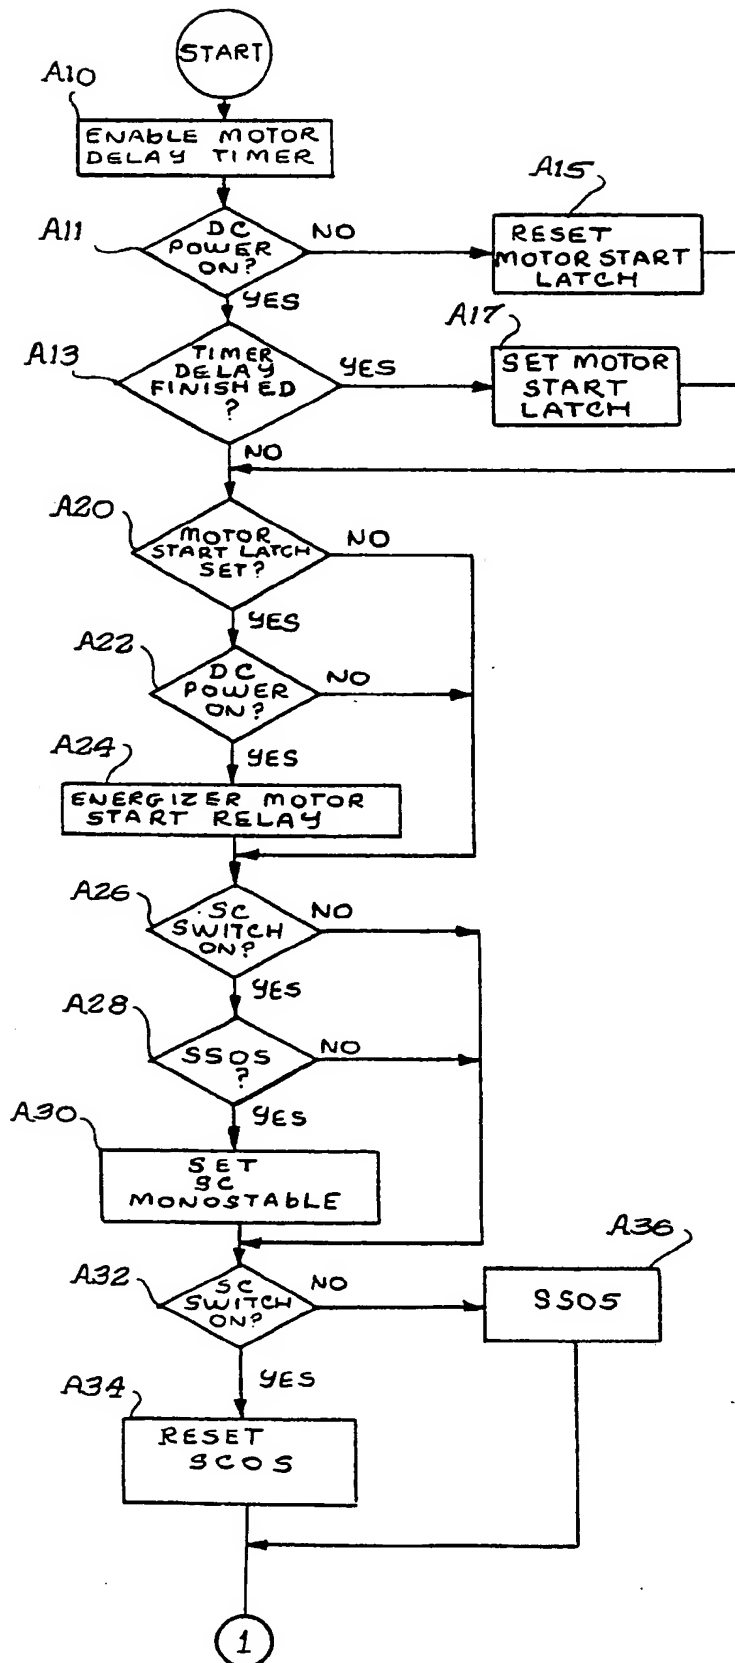 START
A10
ENABLE MOTOR
DELAY TIMER
A11
DC
POWER
ON?
NO
YES
A15
RESET
MOTOR START
LATCH
A13
TIMER
DELAY
FINISHED
?
YES
NO
A17
SET MOTOR
START
LATCH
A20
MOTOR
START LATCH
SET?
NO
YES
A22
DC
POWER
ON?
NO
YES
A24
ENERGIZER MOTOR
START RELAY
A26
SC
SWITCH
ON?
NO
YES
A28
SSOS
?
NO
YES
A30
SET
SC
MONOSTABLE
A32
SC
SWITCH
ON?
NO
YES
A36
SSOS
A34
RESET
SCOS
1